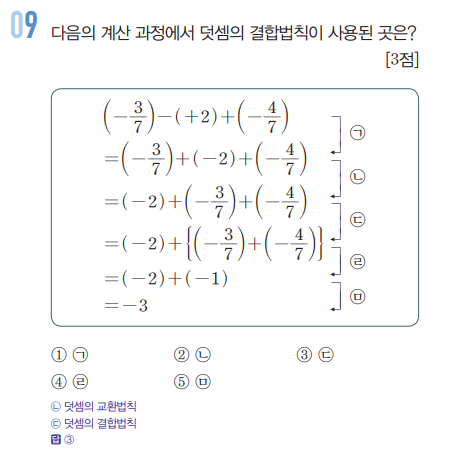 09 다음의 계산 과정에서 덧셈의 결합법칙이 사용된 곳은?
[3점]
(-3/7)-(+2)+(-4/7)
㉠
=(-3/7)+(-2)+(-4/7)
㉡
=(-2)+(-3/7)+(-4/7)
㉢
=(-2)+{(-3/7)+(-4/7)}
㉣
=(-2)+(-1)
㉤
=-3
① ㉠ ② ㉡ ③ ㉢
④ ㉣ ⑤ ㉤
㉡ 덧셈의 교환법칙
㉢ 덧셈의 결합법칙
답 ③